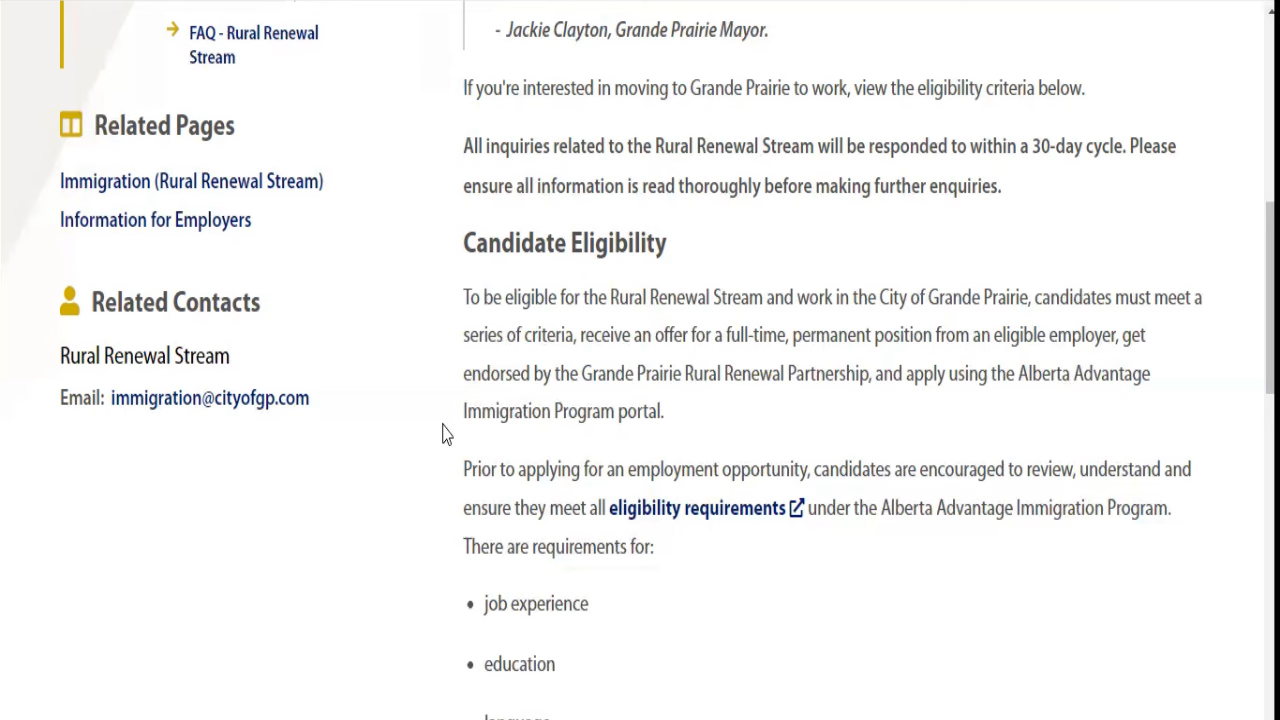 FAQ - Rural Renewal
Stream
Related Pages
Immigration (Rural Renewal Stream)
Information for Employers
Related Contacts
Rural Renewal Stream
Email: immigration@cityofgp.com
- Jackie Clayton, Grande Prairie Mayor.
If you're interested in moving to Grande Prairie to work, view the eligibility criteria below.
All inquiries related to the Rural Renewal Stream will be responded to within a 30-day cycle. Please
ensure all information is read thoroughly before making further enquiries.
Candidate Eligibility
To be eligible for the Rural Renewal Stream and work in the City of Grande Prairie, candidates must meet a
series of criteria, receive an offer for a full-time, permanent position from an eligible employer, get
endorsed by the Grande Prairie Rural Renewal Partnership, and apply using the Alberta Advantage
Immigration Program portal.
Prior to applying for an employment opportunity, candidates are encouraged to review, understand and
ensure they meet all eligibility requirements under the Alberta Advantage Immigration Program.
There are requirements for:
• job experience
• education